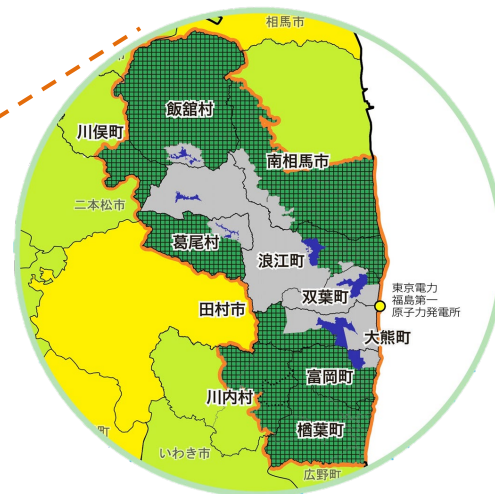 相馬市
飯舘村
川俣町
南相馬市
二本松市
葛尾村
浪江町
双葉町
東京電力
福島第一
原子力発電所
田村市
大熊町
富岡町
川内村
楢葉町
町
いわき市
広野町